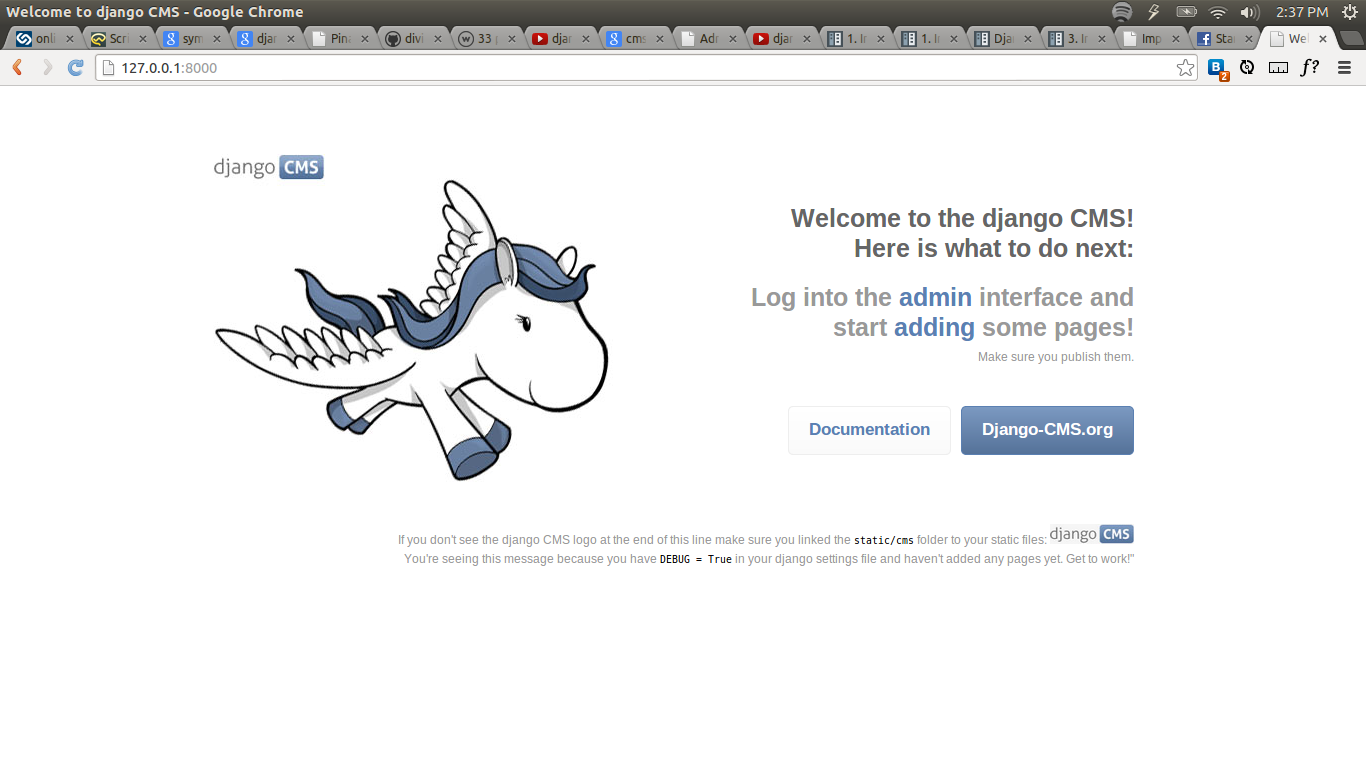 Welcome to django CMS - Google Chrome
2:37 PM
onli
Scri
sym
djar
Pina
divi
33 p
djar
cms
Adr
djar
1. In
1. In
Djar
3. In
Imp
Sta
Wel
127.0.0.1:8000
B
2
f?
django CMS
Welcome to the django CMS!
Here is what to do next:
Log into the admin interface and
start adding some pages!
Make sure you publish them.
Documentation
Django-CMS.org
If you don't see the django CMS logo at the end of this line make sure you linked the static/cms folder to your static files: django CMS
You're seeing this message because you have DEBUG = True in your django settings file and haven't added any pages yet. Get to work!"